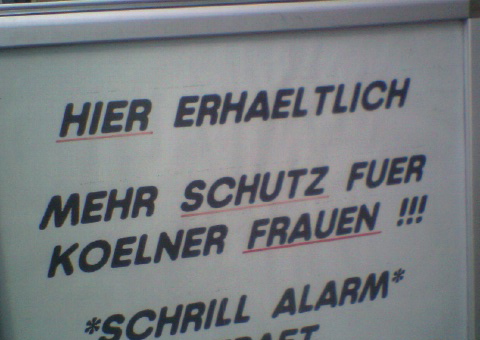 HIER ERHAELTLICH
MEHR SCHUTZ FUER
KOELNER FRAUEN !!!
*SCHRILL ALARM*